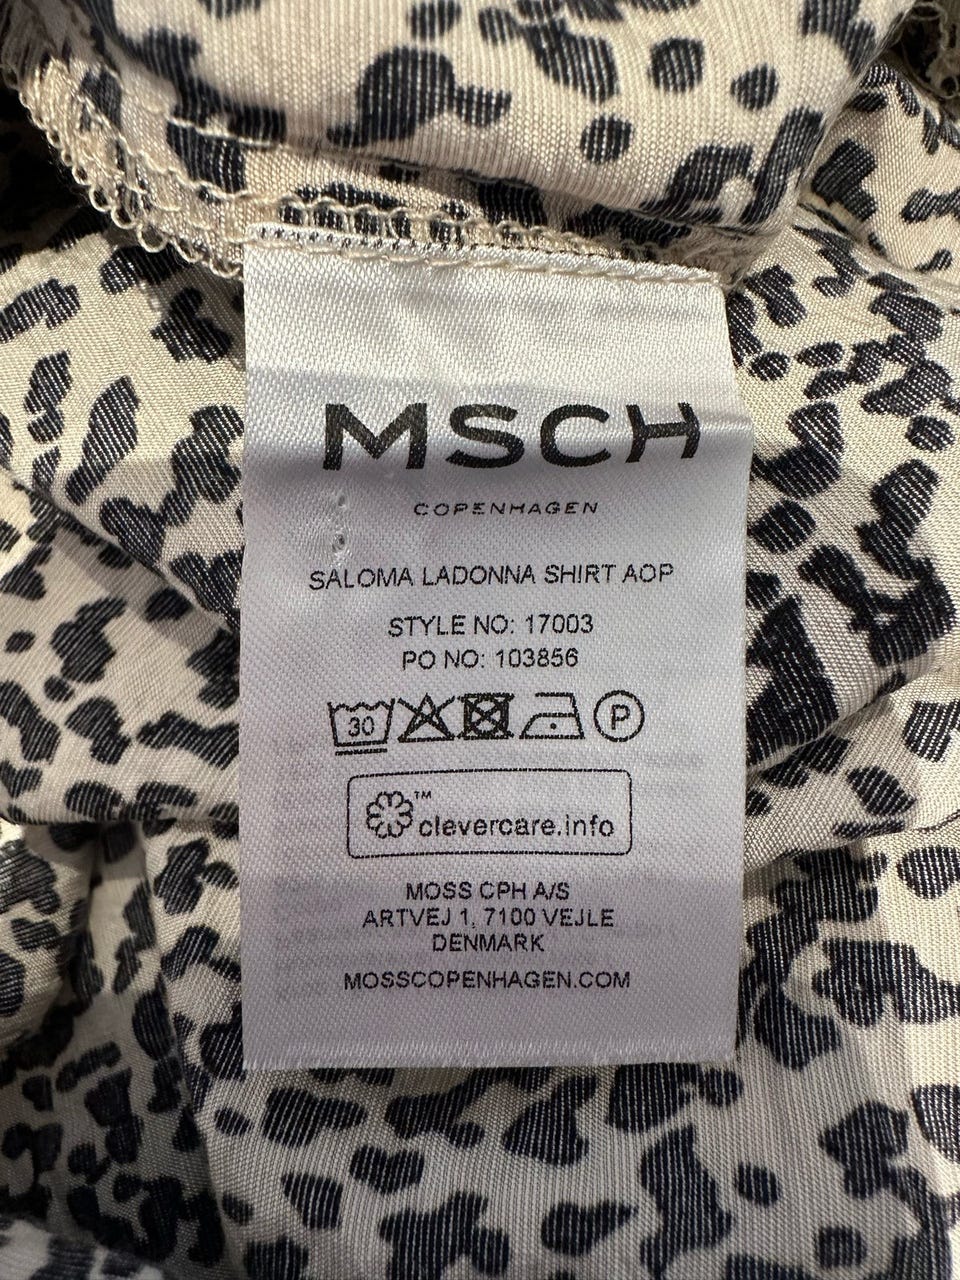 MSCH
COPENHAGEN
SALOMA LADONNA SHIRT AOP
STYLE NO: 17003
PO NO: 103856
30 P
™ clevercare.info
MOSS CPH A/S
ARTVEJ 1, 7100 VEJLE
DENMARK
MOSSCOPENHAGEN.COM